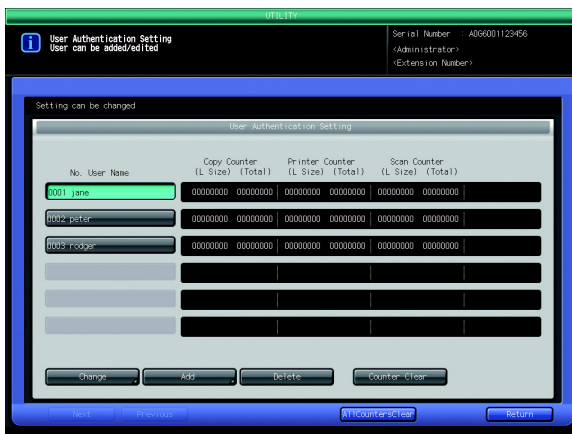 UTILITY
User Authentication Setting
User can be added/edited
Serial Number : A0G6001123456
<Administrator>
<Extension Number>
Setting can be changed
User Authentication Setting
Copy Counter Printer Counter Scan Counter
No. User Name (L Size) (Total) (L Size) (Total) (L Size) (Total)
0001 jane 00000000 00000000 00000000 00000000 00000000 00000000
0002 peter 00000000 00000000 00000000 00000000 00000000 00000000
0003 rodger 00000000 00000000 00000000 00000000 00000000 00000000
Change Add Delete Counter Clear
Next Previous AllCountersClear Return